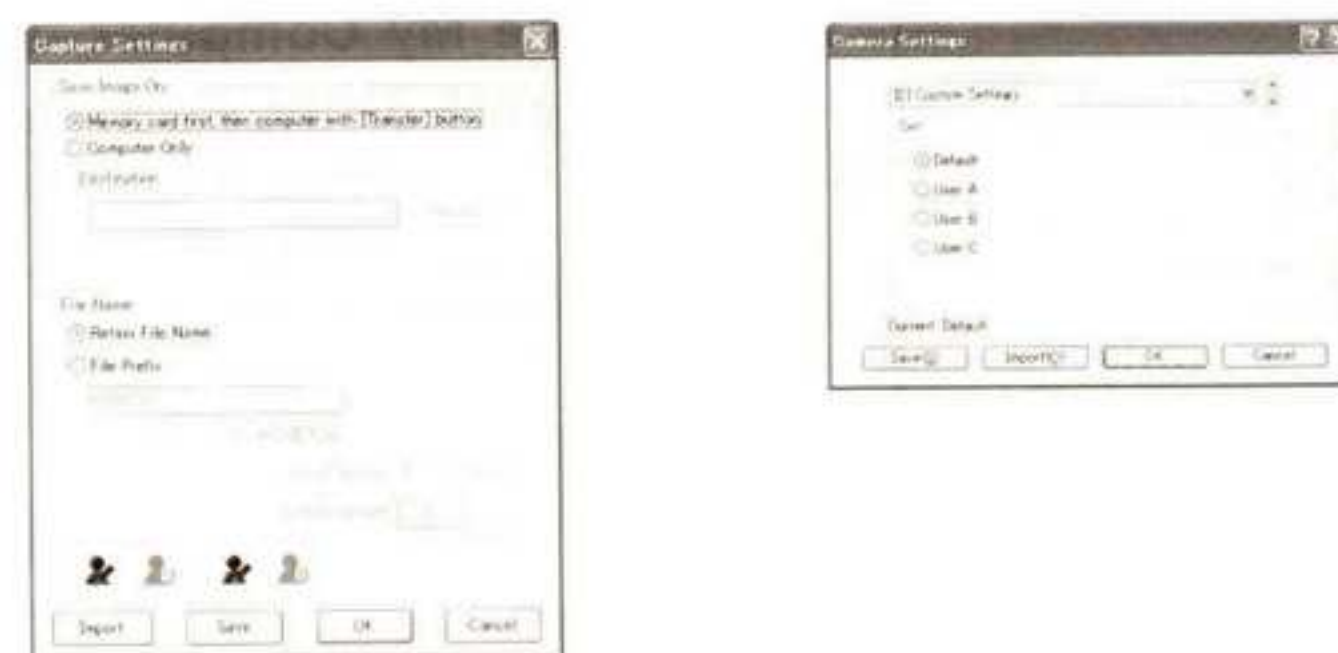 Capture Settings
Save Image On:
Memory card first, then computer with [Transfer] button
Computer Only
Destination
File Name
Retain File Name
File Prefix
Import
Save
OK
Cancel
Camera Settings
Custom Settings
Set
Default
User A
User B
User C
Current Default
Save
Import
OK
Cancel